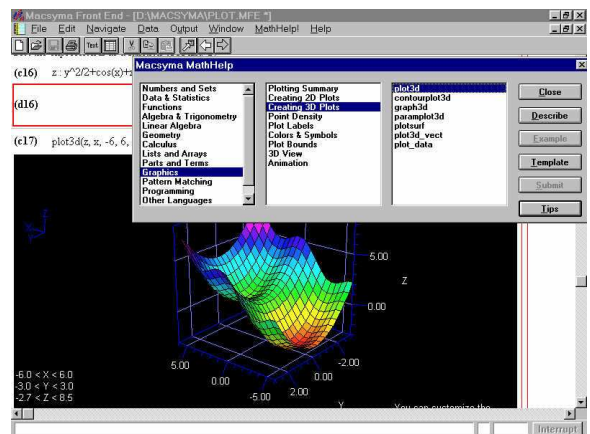 Macsyma Front End - [D:\MACSYMA\PLOT.MFE *]
File Edit Navigate Data Output Window MathHelp! Help
Text
(c16) z : y^2/2+cos(x)+
(d16)
(c17) plot3d(z, x, -6, 6,
Macsyma MathHelp
Numbers and Sets
Data & Statistics
Functions
Algebra & Trigonometry
Linear Algebra
Geometry
Calculus
Lists and Arrays
Parts and Terms
Graphics
Pattern Matching
Programming
Other Languages
Plotting Summary
Creating 2D Plots
Creating 3D Plots
Point Density
Plot Labels
Colors & Symbols
Plot Bounds
3D View
Animation
plot3d
contourplot3d
graph3d
paramplot3d
plotsurf
plot3d_vect
plot_data
Close
Describe
Example
Template
Submit
Tips
Z
X
Y
5.00
Z
0.00
5.00
0.00
-5.00
-2.00
0.00
2.00
Y
-6.0 < X < 6.0
-3.0 < Y < 3.0
-2.7 < Z < 8.5
You can customize the
Interrupt